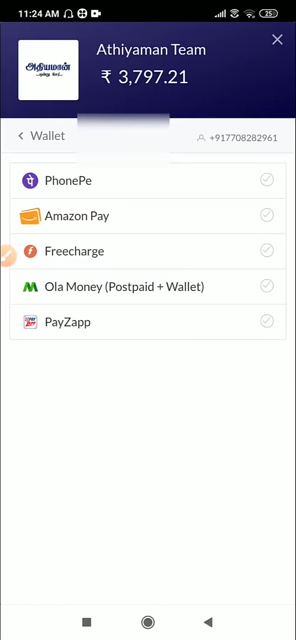 11:24 AM
25
அதியமான்
Athiyaman Team
₹ 3,797.21
Wallet
+917708282961
PhonePe
Amazon Pay
Freecharge
Ola Money (Postpaid + Wallet)
PayZapp